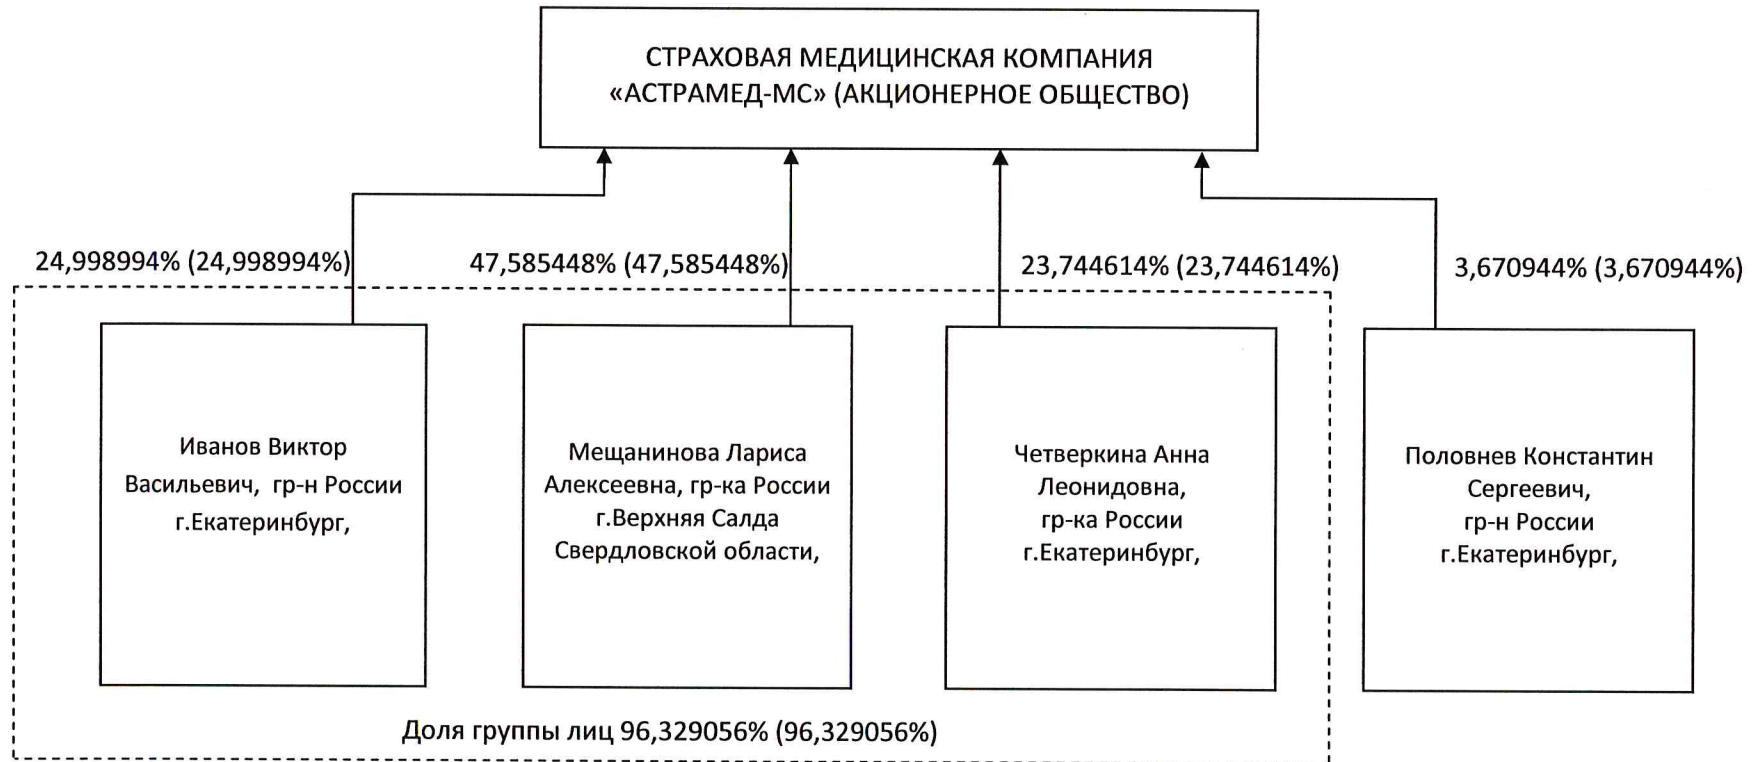 СТРАХОВАЯ МЕДИЦИНСКАЯ КОМПАНИЯ
«АСТРАМЕД-МС» (АКЦИОНЕРНОЕ ОБЩЕСТВО)
24,998994% (24,998994%)
47,585448% (47,585448%)
23,744614% (23,744614%)
3,670944% (3,670944%)
Иванов Виктор
Васильевич, гр-н России
г.Екатеринбург,
Мещанинова Лариса
Алексеевна, гр-ка России
г.Верхняя Салда
Свердловской области,
Четверкина Анна
Леонидовна,
гр-ка России
г.Екатеринбург,
Половнев Константин
Сергеевич,
гр-н России
г.Екатеринбург,
Доля группы лиц 96,329056% (96,329056%)